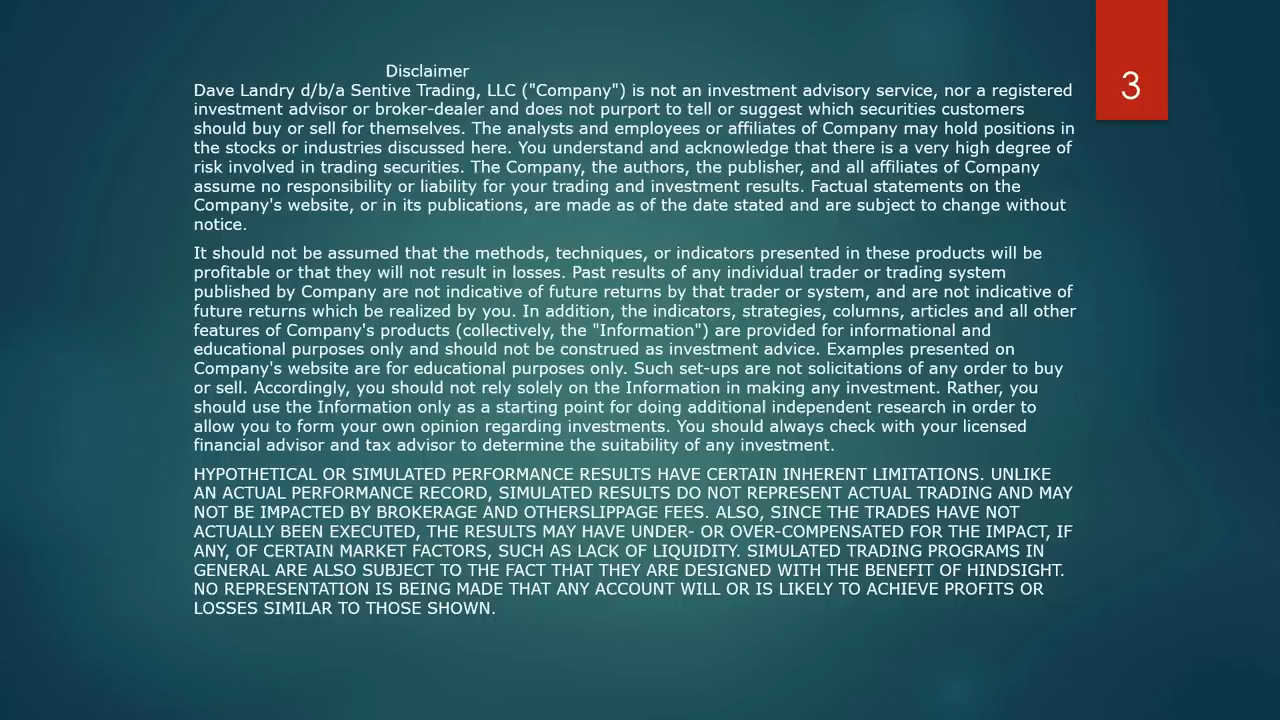 Disclaimer
3
Dave Landry d/b/a Sentive Trading, LLC ("Company") is not an investment advisory service, nor a registered
investment advisor or broker-dealer and does not purport to tell or suggest which securities customers
should buy or sell for themselves. The analysts and employees or affiliates of Company may hold positions in
the stocks or industries discussed here. You understand and acknowledge that there is a very high degree of
risk involved in trading securities. The Company, the authors, the publisher, and all affiliates of Company
assume no responsibility or liability for your trading and investment results. Factual statements on the
Company's website, or in its publications, are made as of the date stated and are subject to change without
notice.
It should not be assumed that the methods, techniques, or indicators presented in these products will be
profitable or that they will not result in losses. Past results of any individual trader or trading system
published by Company are not indicative of future returns by that trader or system, and are not indicative of
future returns which be realized by you. In addition, the indicators, strategies, columns, articles and all other
features of Company's products (collectively, the "Information") are provided for informational and
educational purposes only and should not be construed as investment advice. Examples presented on
Company's website are for educational purposes only. Such set-ups are not solicitations of any order to buy
or sell. Accordingly, you should not rely solely on the Information in making any investment. Rather, you
should use the Information only as a starting point for doing additional independent research in order to
allow you to form your own opinion regarding investments. You should always check with your licensed
financial advisor and tax advisor to determine the suitability of any investment.
HYPOTHETICAL OR SIMULATED PERFORMANCE RESULTS HAVE CERTAIN INHERENT LIMITATIONS. UNLIKE
AN ACTUAL PERFORMANCE RECORD, SIMULATED RESULTS DO NOT REPRESENT ACTUAL TRADING AND MAY
NOT BE IMPACTED BY BROKERAGE AND OTHERSLIPPAGE FEES. ALSO, SINCE THE TRADES HAVE NOT
ACTUALLY BEEN EXECUTED, THE RESULTS MAY HAVE UNDER- OR OVER-COMPENSATED FOR THE IMPACT, IF
ANY, OF CERTAIN MARKET FACTORS, SUCH AS LACK OF LIQUIDITY. SIMULATED TRADING PROGRAMS IN
GENERAL ARE ALSO SUBJECT TO THE FACT THAT THEY ARE DESIGNED WITH THE BENEFIT OF HINDSIGHT.
NO REPRESENTATION IS BEING MADE THAT ANY ACCOUNT WILL OR IS LIKELY TO ACHIEVE PROFITS OR
LOSSES SIMILAR TO THOSE SHOWN.